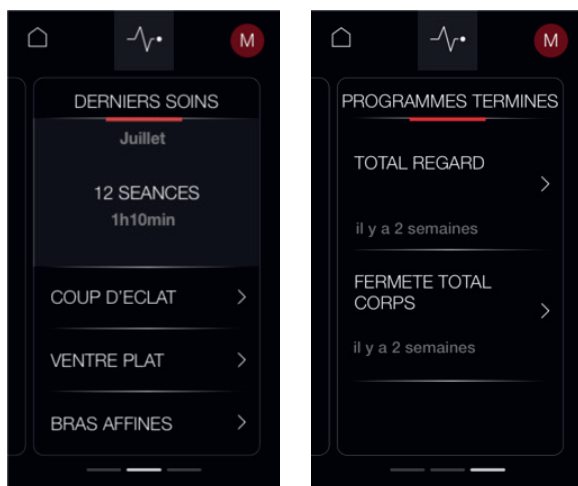 M
DERNIERS SOINS
Juillet
12 SEANCES
1h10min
COUP D'ECLAT
VENTRE PLAT
BRAS AFFINES
M
PROGRAMMES TERMINES
TOTAL REGARD
il y a 2 semaines
FERMETE TOTAL
CORPS
il y a 2 semaines